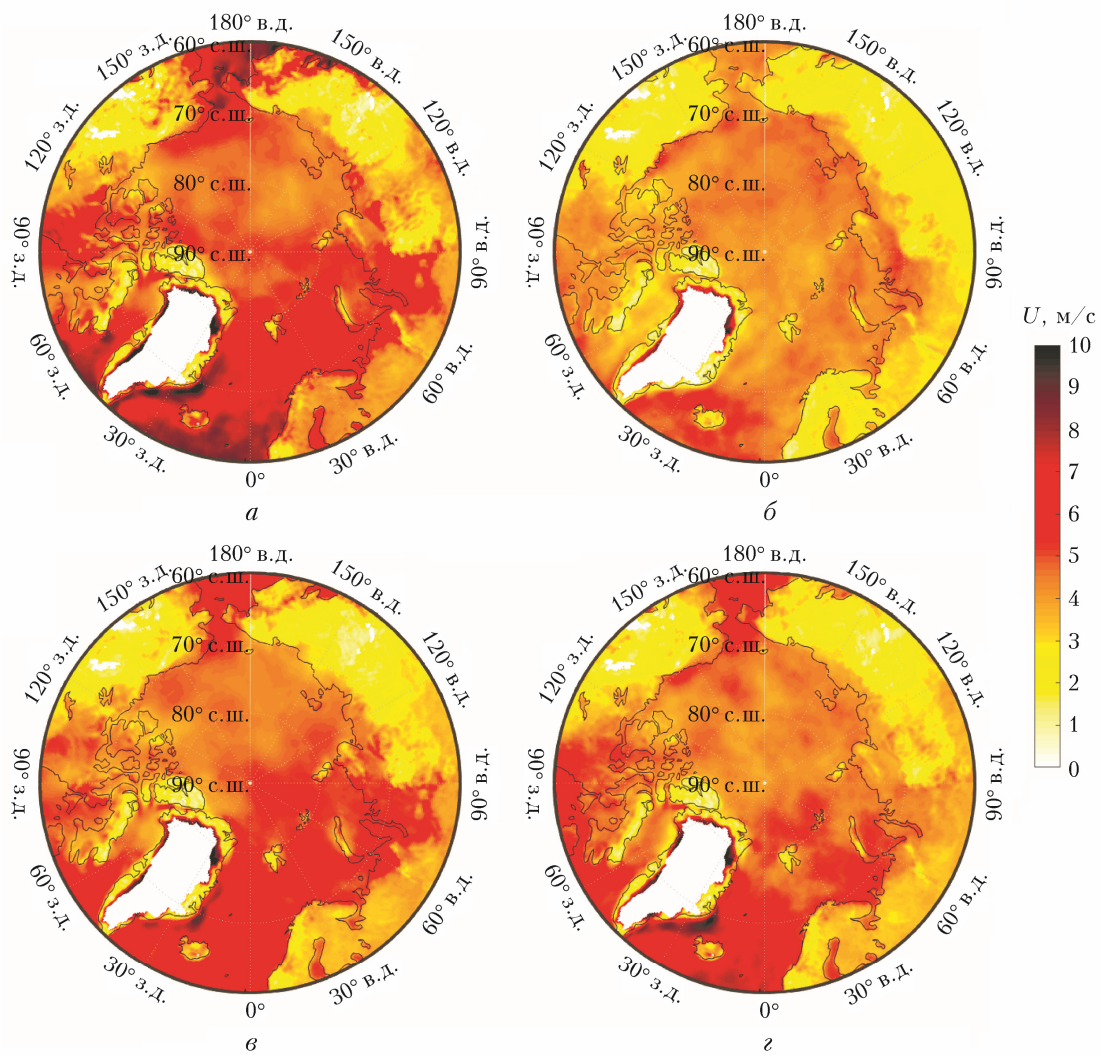 180° в.д.
150° з.д.
60° с.ш.
150° в.д.
120° з.д.
70° с.ш.
120° в.д.
80° с.ш.
90° з.д.
90° с.ш.
90° в.д.
60° з.д.
60° в.д.
30° з.д.
30° в.д.
0°
а
180° в.д.
150° з.д.
60° с.ш.
150° в.д.
120° з.д.
70° с.ш.
120° в.д.
80° с.ш.
90° з.д.
90° с.ш.
90° в.д.
60° з.д.
60° в.д.
30° з.д.
30° в.д.
0°
б
U, м/с
10
9
8
7
6
5
4
3
2
1
0
180° в.д.
150° з.д.
60° с.ш.
150° в.д.
120° з.д.
70° с.ш.
120° в.д.
80° с.ш.
90° з.д.
90° с.ш.
90° в.д.
60° з.д.
60° в.д.
30° з.д.
30° в.д.
0°
в
180° в.д.
150° з.д.
60° с.ш.
150° в.д.
120° з.д.
70° с.ш.
120° в.д.
80° с.ш.
90° з.д.
90° с.ш.
90° в.д.
60° з.д.
60° в.д.
30° з.д.
30° в.д.
0°
г